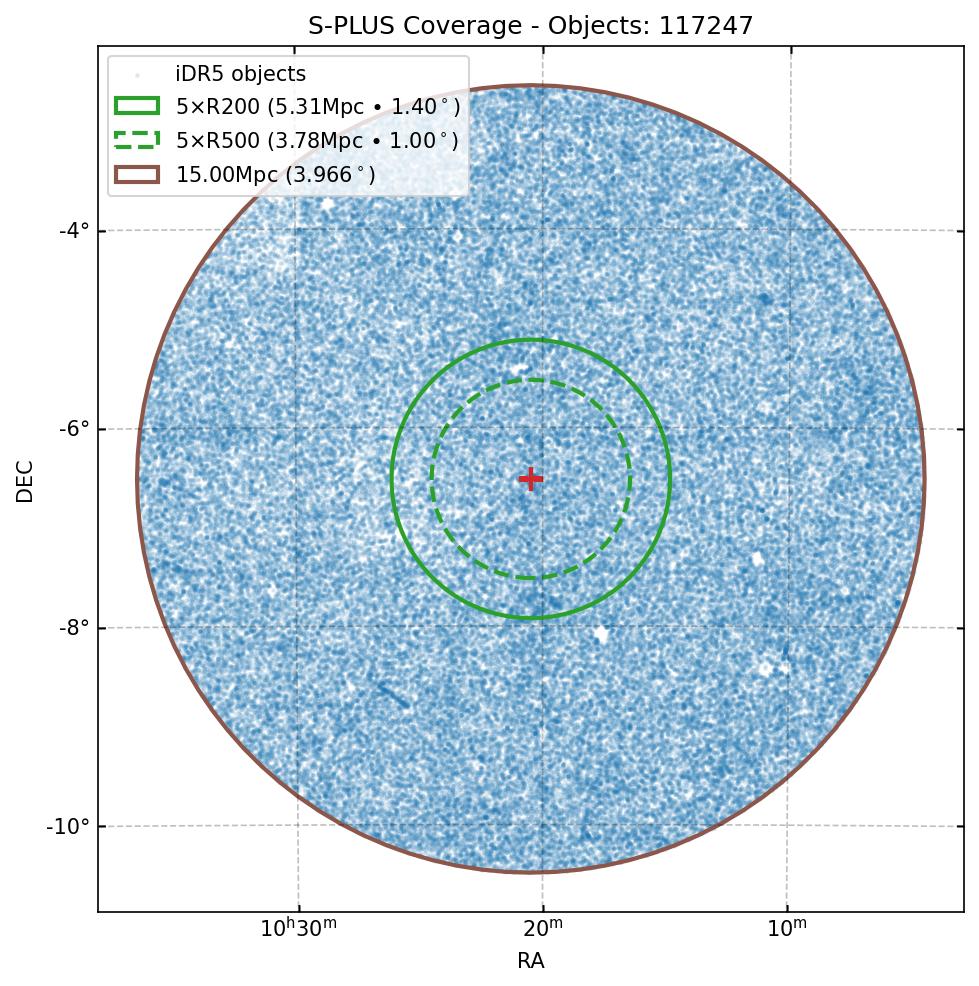 S-PLUS Coverage - Objects: 117247
iDR5 objects
5×R200 (5.31Mpc • 1.40°)
5×R500 (3.78Mpc • 1.00°)
15.00Mpc (3.966°)
-4°
-6°
-8°
-10°
DEC
10ʰ30ᵐ
20ᵐ
10ᵐ
RA